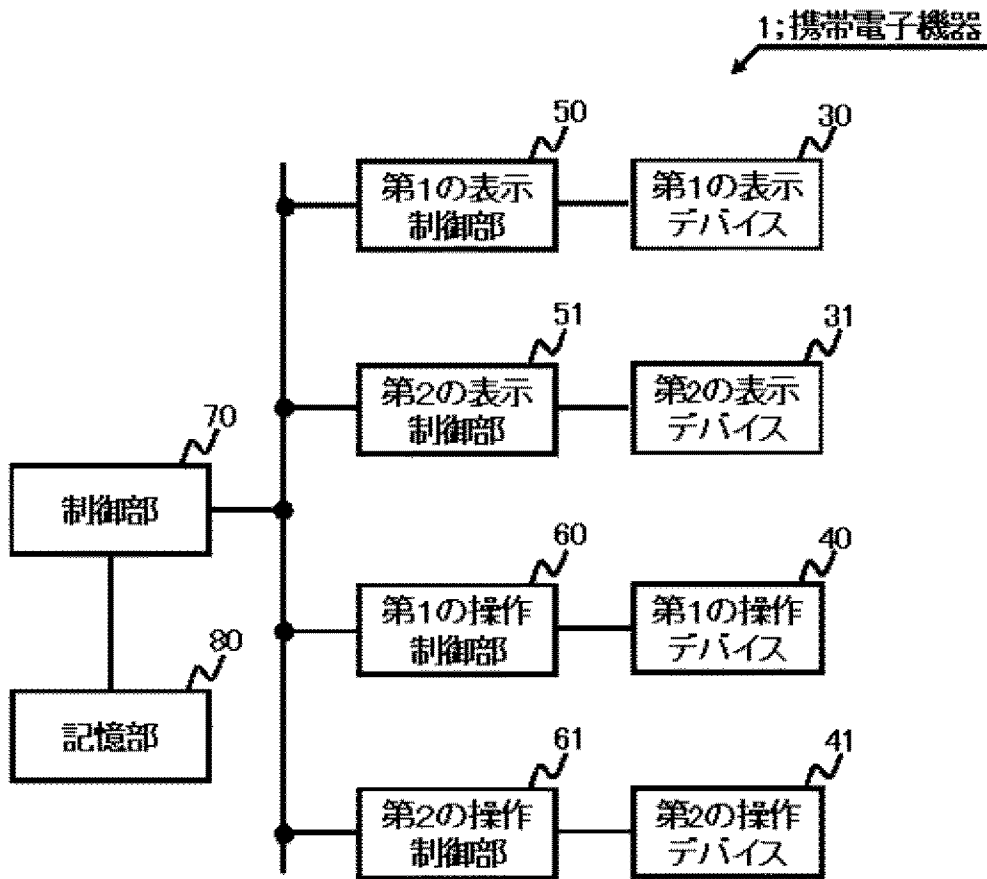 1;携帯電子機器
50
30
第1の表示
制御部
第1の表示
デバイス
51
31
第2の表示
制御部
第2の表示
デバイス
70
制御部
60
40
第1の操作
制御部
第1の操作
デバイス
80
記憶部
61
41
第2の操作
制御部
第2の操作
デバイス